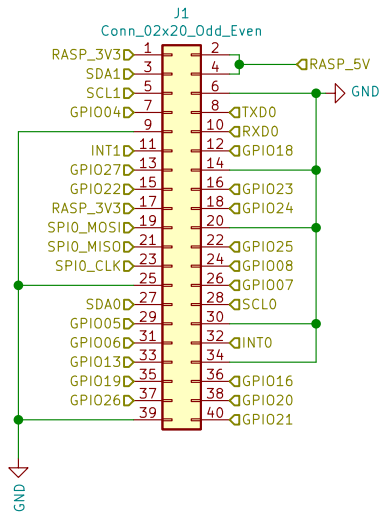 J1
Conn_02x20_Odd_Even
RASP_3V3 1 2
RASP_5V
SDA1 3 4
SCL1 5 6 GND
GPIO04 7 8 TXD0
9 10 RXD0
INT1 11 12 GPIO18
GPIO27 13 14
GPIO22 15 16 GPIO23
RASP_3V3 17 18 GPIO24
SPI0_MOSI 19 20
SPI0_MISO 21 22 GPIO25
SPI0_CLK 23 24 GPIO08
25 26 GPIO07
SDA0 27 28 SCL0
GPIO05 29 30
GPIO06 31 32 INT0
GPIO13 33 34
GPIO19 35 36 GPIO16
GPIO26 37 38 GPIO20
39 40 GPIO21
GND